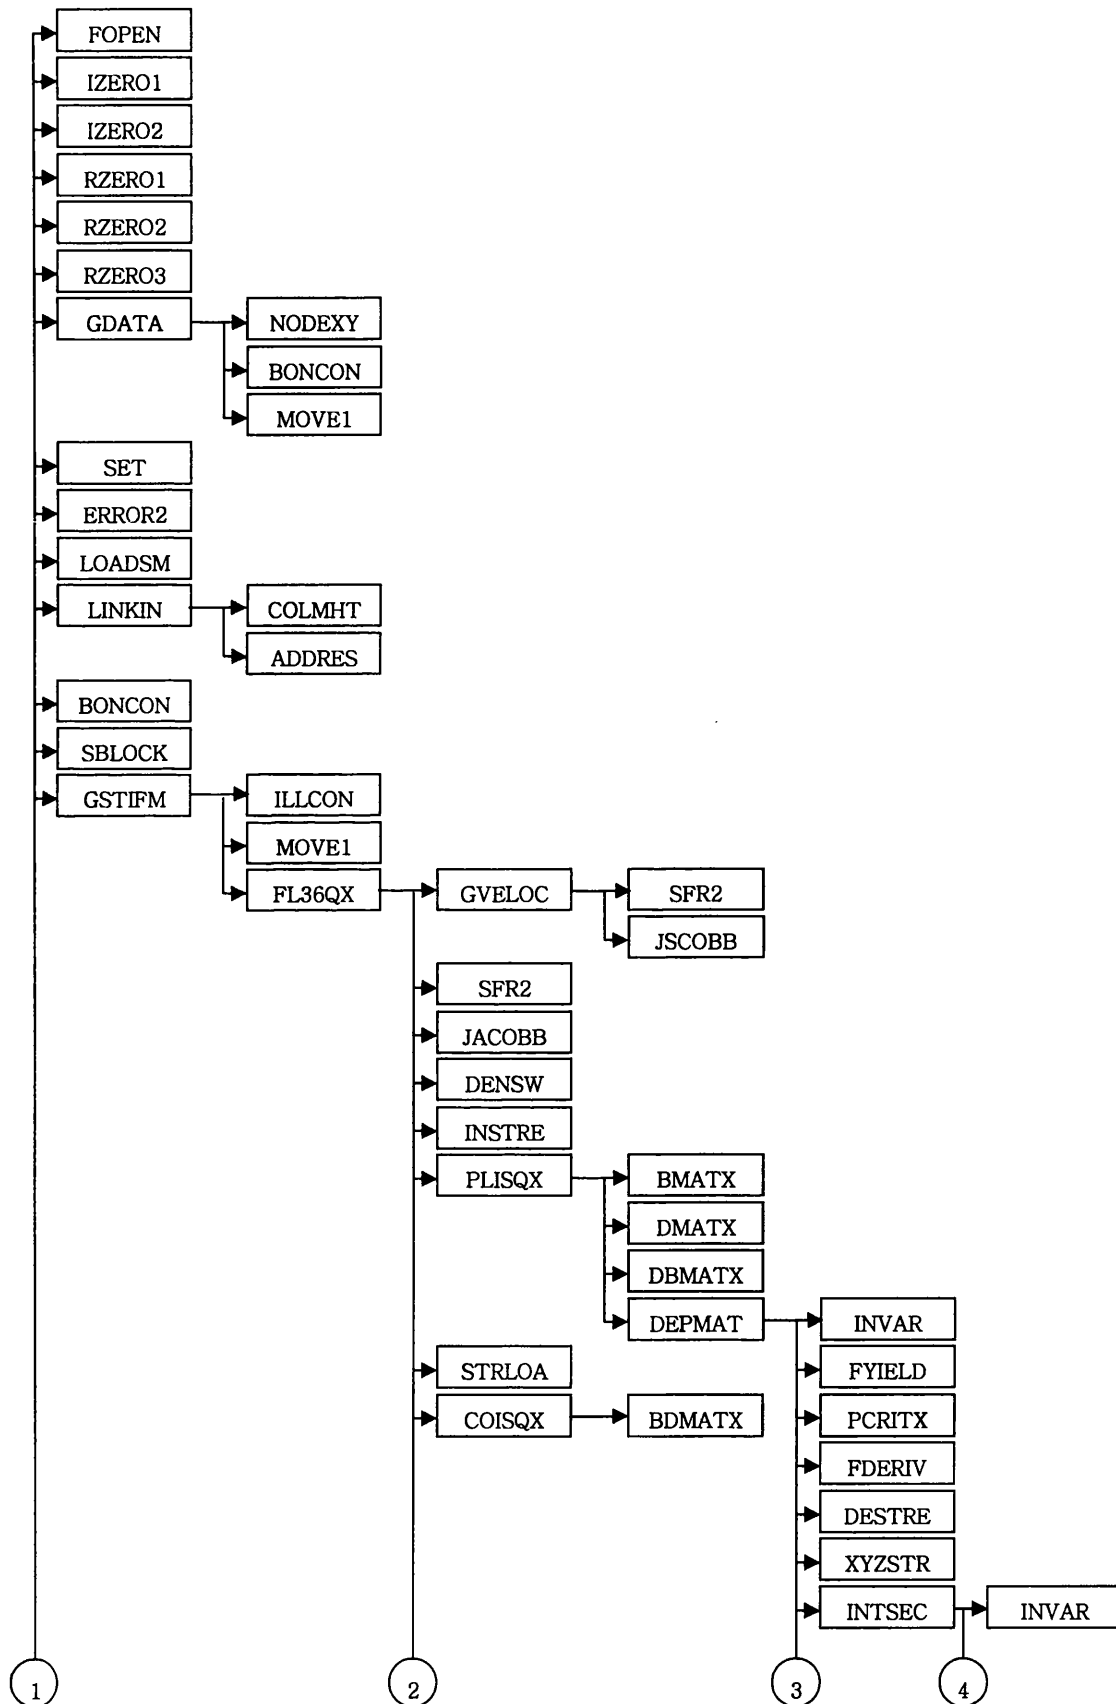 FOPEN
IZERO1
IZERO2
RZERO1
RZERO2
RZERO3
GDATA NODEXY
BONCON
MOVE1
SET
ERROR2
LOADSM
LINKIN COLMHT
ADDRES
BONCON
SBLOCK
GSTIFM ILLCON
MOVE1
FL36QX GVELOC SFR2
JSCOBB
SFR2
JACOBB
DENSW
INSTRE
PLISQX BMATX
DMATX
DBMATX
DEPMAT INVAR
STRLOA FYIELD
COISQX BDMATX PCRITX
FDERIV
DESTRE
XYZSTR
INTSEC INVAR
1 2 3 4